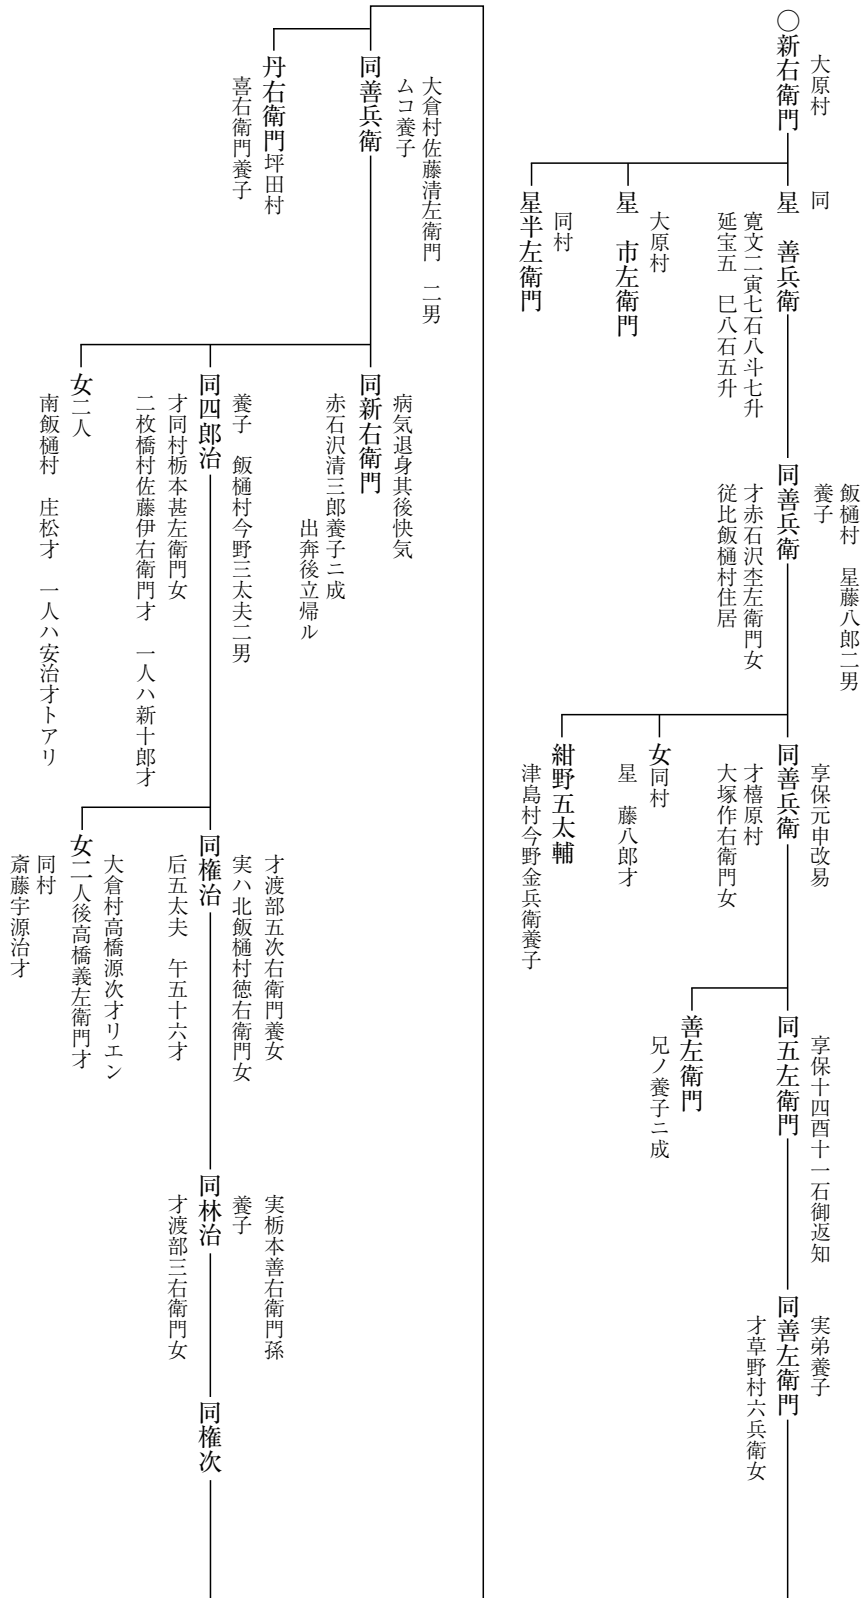 大原村
○新右衛門
同
星　善兵衛
寛文二寅七石八斗七升
延宝五　巳八石五升
大原村
星　市左衛門
同村
星半左衛門
飯樋村　星藤八郎二男
養子
同善兵衛
才赤石沢杢左衛門女
従比飯樋村住居
享保元申改易
同善兵衛
才橲原村
大塚作右衛門女
女同村
星　藤八郎才
紺野五太輔
津島村今野金兵衛養子
享保十四酉十一石御返知
同五左衛門
善左衛門
兄ノ養子ニ成
実弟養子
同善左衛門
才草野村六兵衛女
大倉村佐藤清左衛門　二男
ムコ養子
同善兵衛
丹右衛門坪田村
喜右衛門養子
病気退身其後快気
同新右衛門
赤石沢清三郎養子ニ成
出奔後立帰ル
養子　飯樋村今野三太夫二男
同四郎治
才同村栃本甚左衛門女
二枚橋村佐藤伊右衛門才　一人ハ新十郎才
女二人
南飯樋村　庄松才　一人ハ安治才トアリ
才渡部五次右衛門養女
実ハ北飯樋村徳右衛門女
同権治
后五太夫　午五十六才
大倉村高橋源次才リエン
女二人後高橋義左衛門才
同村
斎藤宇源治才
実栃本善右衛門孫
養子
同林治
才渡部三右衛門女
同権次